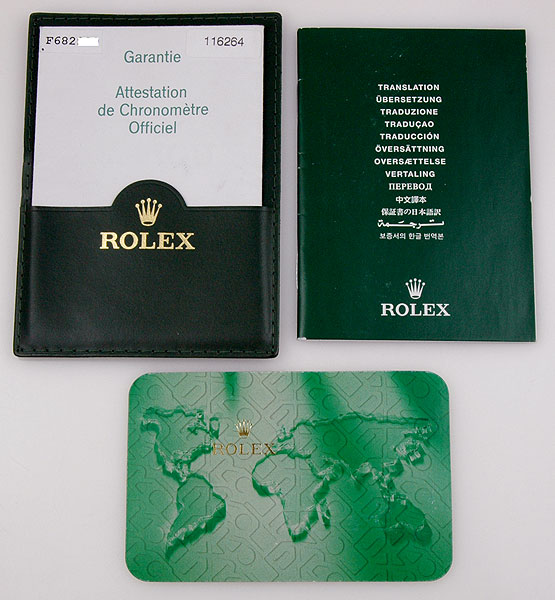 F682
116264
Garantie
Attestation
de Chronomètre
Officiel
ROLEX
TRANSLATION
ÜBERSETZUNG
TRADUZIONE
TRADUÇAO
TRADUCCIÓN
ÖVERSÄTTNING
OVERSÆTTELSE
VERTALING
ПЕРЕВОД
中文譯本
保証書の日本語訳
ترجمة
보증서의 한글 번역본
ROLEX
ROLEX